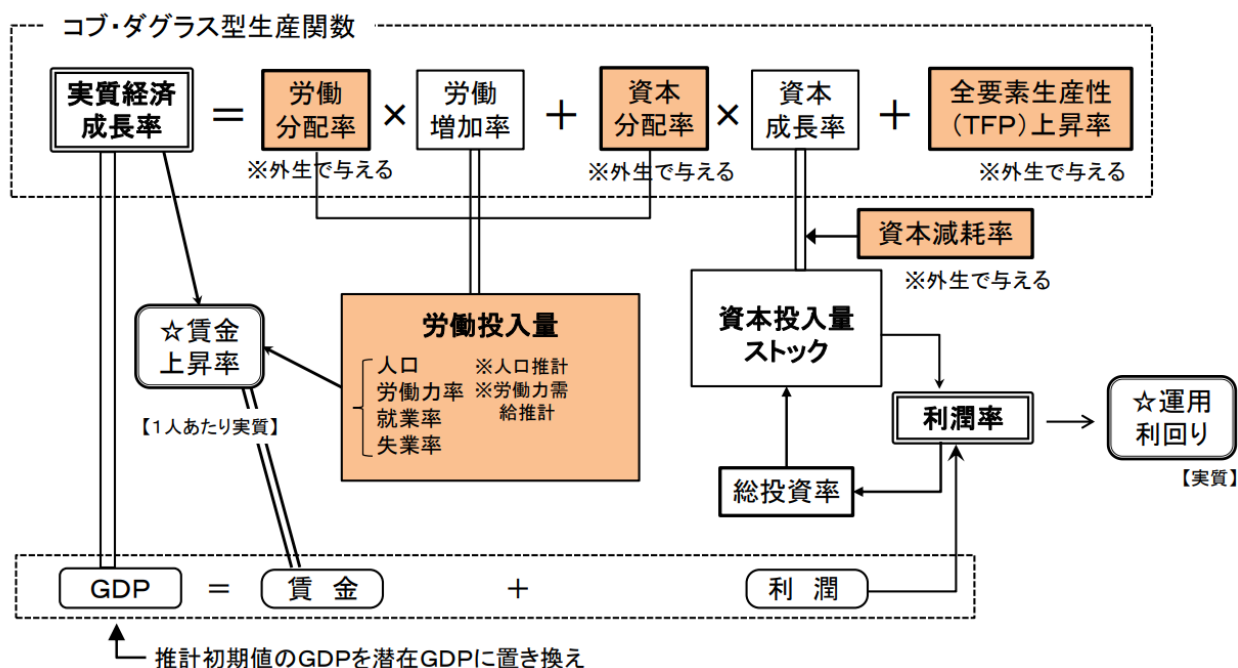 コブ・ダグラス型生産関数
実質経済
成長率
＝
労働
分配率
×
労働
増加率
＋
資本
分配率
×
資本
成長率
＋
全要素生産性
（TFP）上昇率
※外生で与える
※外生で与える
※外生で与える
資本減耗率
※外生で与える
☆賃金
上昇率
【１人あたり実質】
労働投入量
人口
労働力率
就業率
失業率
※人口推計
※労働力需
給推計
資本投入量
ストック
利潤率
☆運用
利回り
【実質】
総投資率
GDP ＝ 賃 金 ＋ 利 潤
推計初期値のGDPを潜在GDPに置き換え